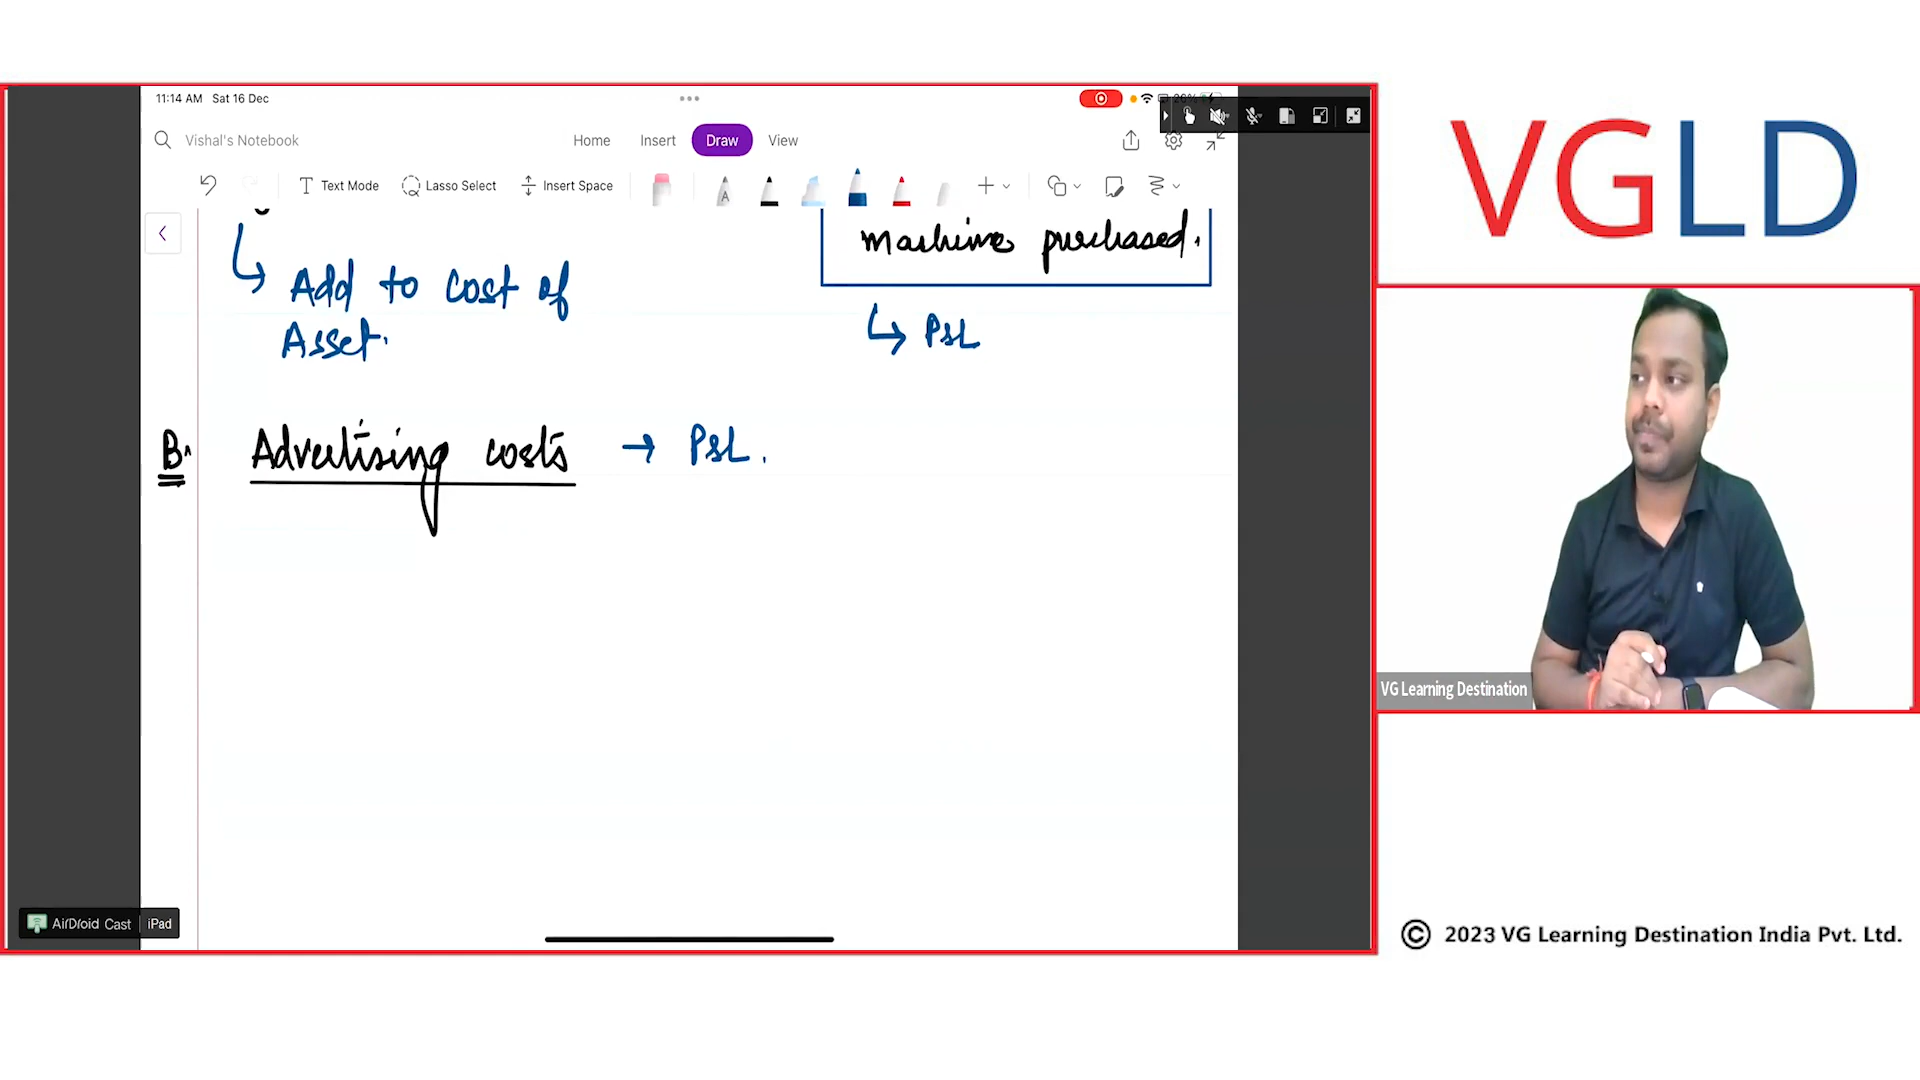 11:14 AM Sat 16 Dec
26%
Vishal's Notebook
Home Insert Draw View
Text Mode Lasso Select Insert Space
A
machine purchased.
Add to cost of
Asset.
P&L
B. Advertising costs → P&L.
VGLD
VG Learning Destination
AirDroid Cast iPad
© 2023 VG Learning Destination India Pvt. Ltd.